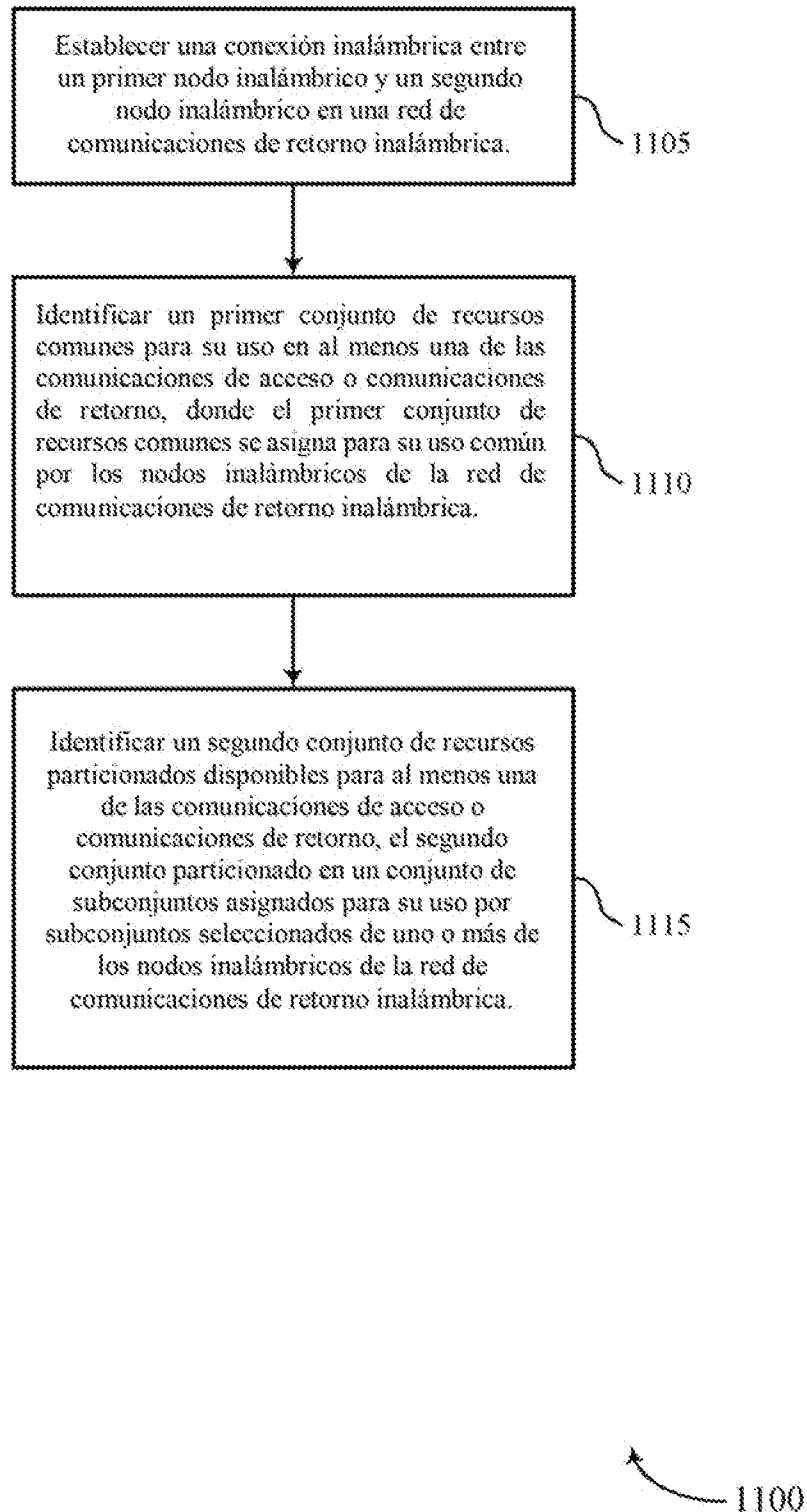 Establecer una conexión inalámbrica entre
un primer nodo inalámbrico y un segundo
nodo inalámbrico en una red de
comunicaciones de retorno inalámbrica.
1105
Identificar un primer conjunto de recursos
comunes para su uso en al menos una de las
comunicaciones de acceso o comunicaciones
de retorno, donde el primer conjunto de
recursos comunes se asigna para su uso común
por los nodos inalámbricos de la red de
comunicaciones de retorno inalámbrica.
1110
Identificar un segundo conjunto de recursos
particionados disponibles para al menos una
de las comunicaciones de acceso o
comunicaciones de retorno, el segundo
conjunto particionado en un conjunto de
subconjuntos asignados para su uso por
subconjuntos seleccionados de uno o más de
los nodos inalámbricos de la red de
comunicaciones de retorno inalámbrica.
1115
1100